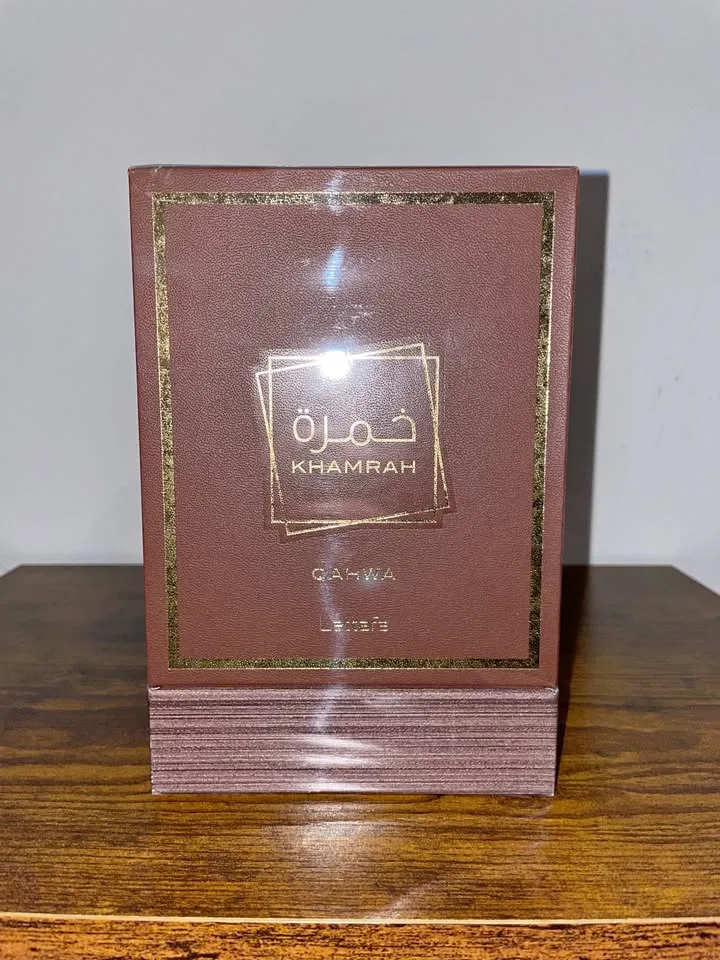 خمرة
KHAMRAH
QAHWA
Lattafa